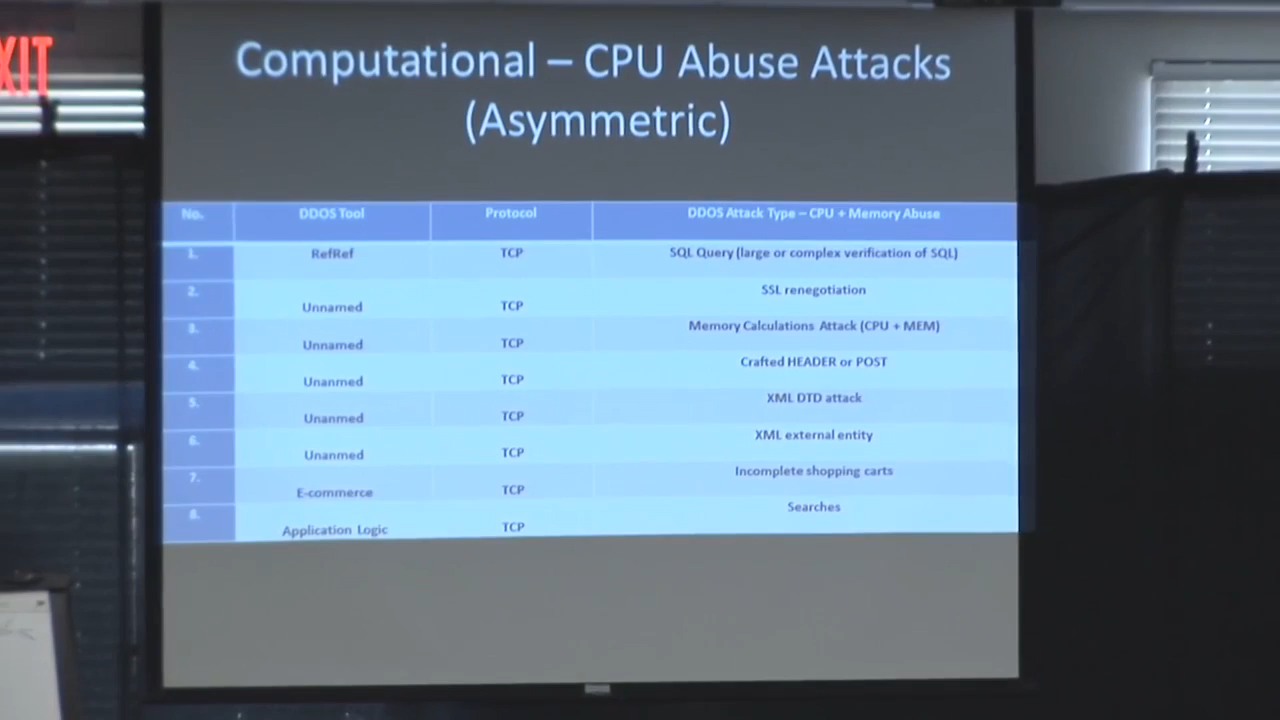 XIT
Computational – CPU Abuse Attacks
(Asymmetric)
No. DDOS Tool Protocol DDOS Attack Type – CPU + Memory Abuse
1. RefRef TCP SQL Query (large or complex verification of SQL)
2. Unnamed TCP SSL renegotiation
3. Unnamed TCP Memory Calculations Attack (CPU + MEM)
4. Unanmed TCP Crafted HEADER or POST
5. Unanmed TCP XML DTD attack
6. Unanmed TCP XML external entity
7. E-commerce TCP Incomplete shopping carts
8. Application Logic TCP Searches